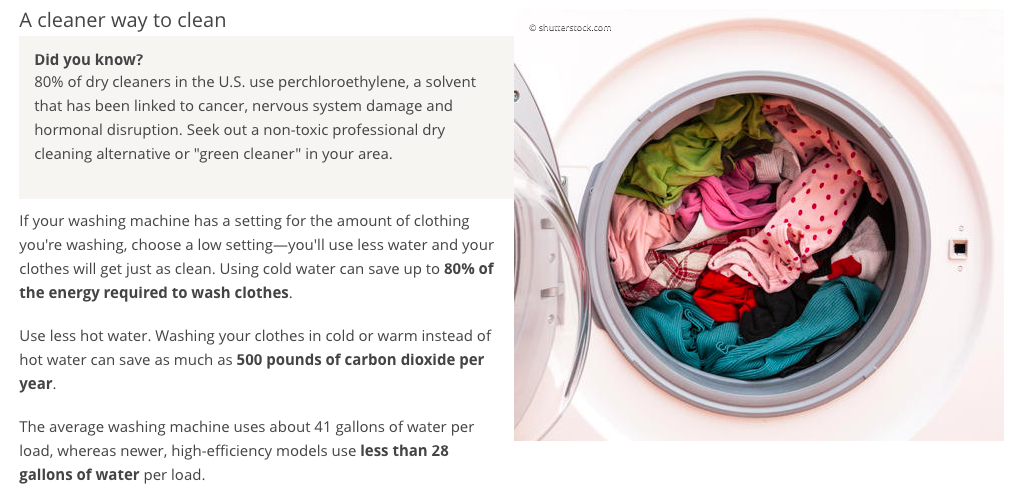 A cleaner way to clean
© shutterstock.com
Did you know?
80% of dry cleaners in the U.S. use perchloroethylene, a solvent
that has been linked to cancer, nervous system damage and
hormonal disruption. Seek out a non-toxic professional dry
cleaning alternative or "green cleaner" in your area.
If your washing machine has a setting for the amount of clothing
you're washing, choose a low setting—you'll use less water and your
clothes will get just as clean. Using cold water can save up to 80% of
the energy required to wash clothes.
Use less hot water. Washing your clothes in cold or warm instead of
hot water can save as much as 500 pounds of carbon dioxide per
year.
The average washing machine uses about 41 gallons of water per
load, whereas newer, high-efficiency models use less than 28
gallons of water per load.